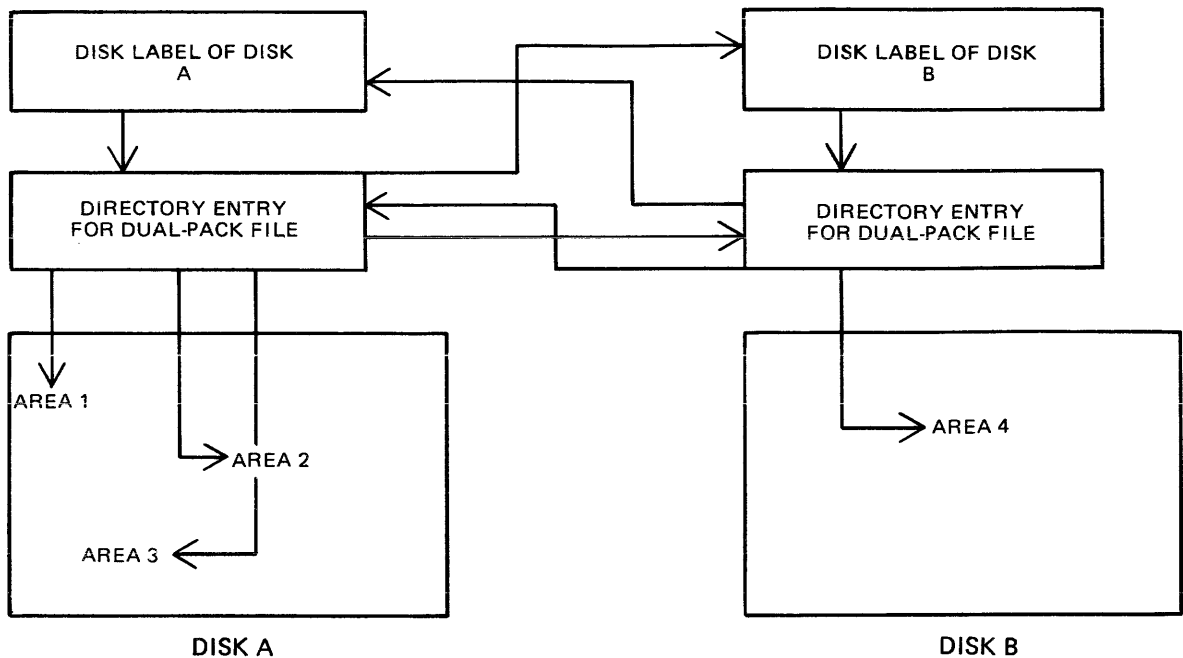 DISK LABEL OF DISK
A
DISK LABEL OF DISK
B
DIRECTORY ENTRY
FOR DUAL-PACK FILE
DIRECTORY ENTRY
FOR DUAL-PACK FILE
AREA 1
AREA 2
AREA 3
AREA 4
DISK A
DISK B